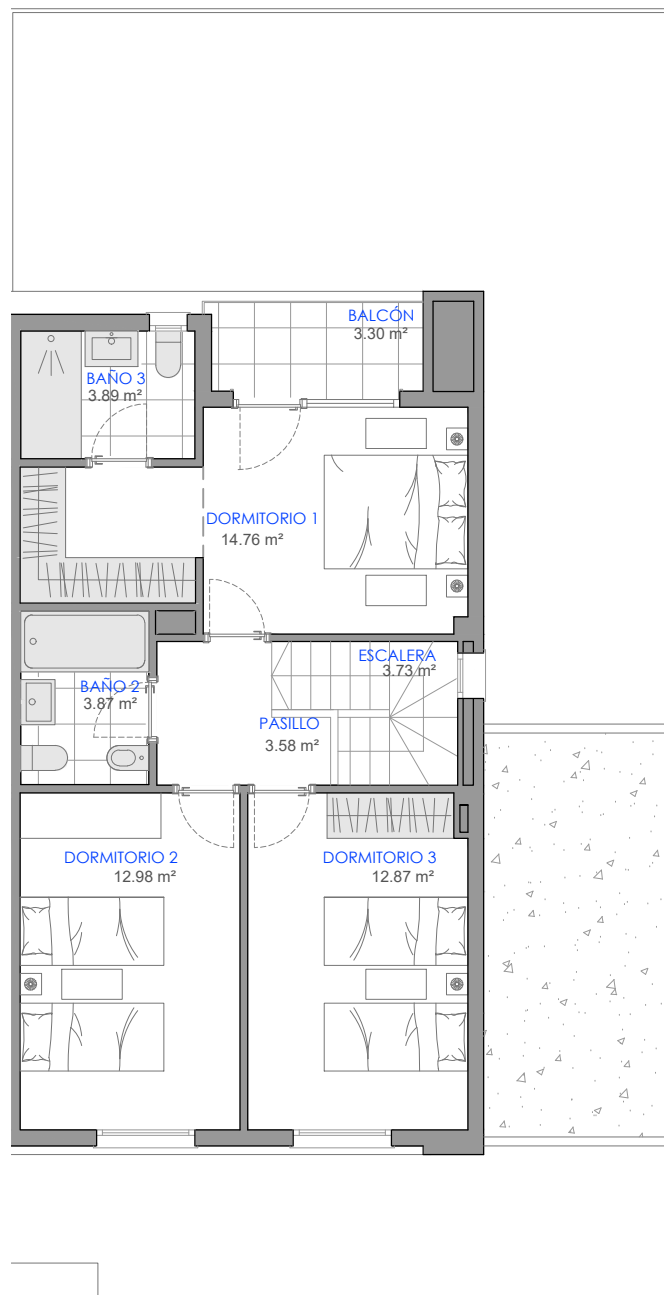 BALCÓN
3.30 m²
BAÑO 3
3.89 m²
DORMITORIO 1
14.76 m²
ESCALERA
3.73 m²
BAÑO 2
3.87 m²
PASILLO
3.58 m²
DORMITORIO 2
12.98 m²
DORMITORIO 3
12.87 m²